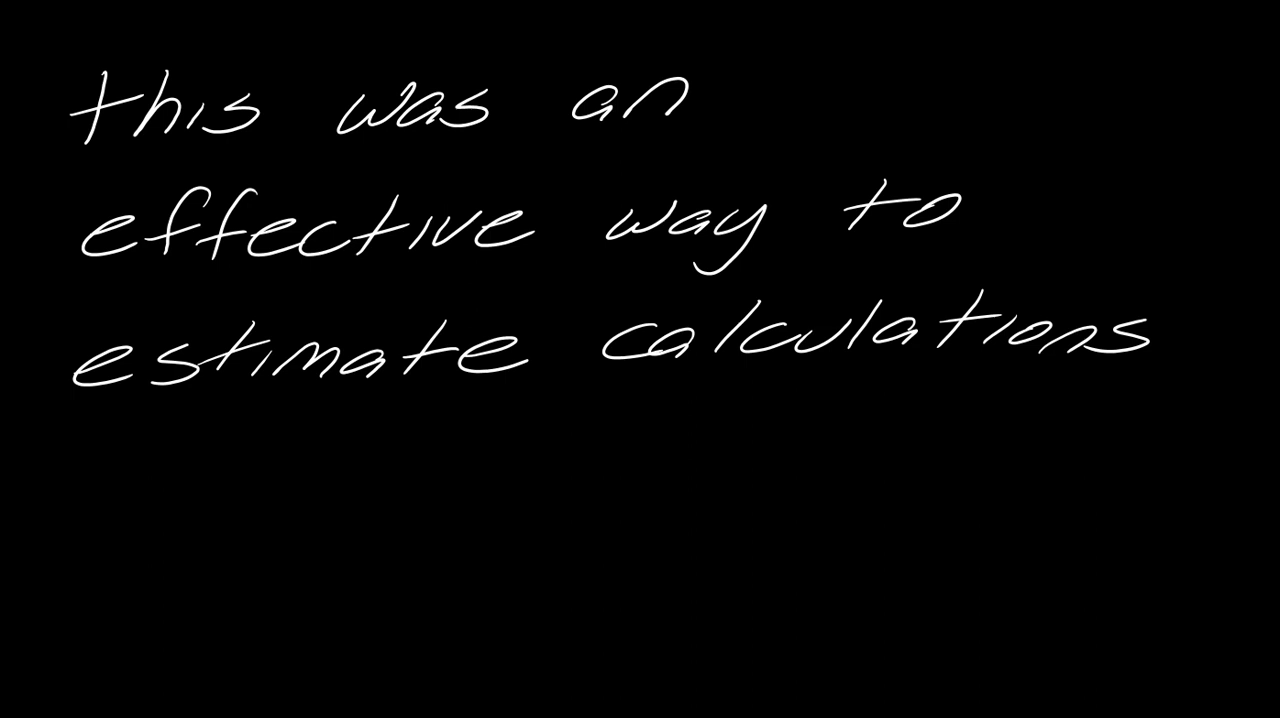 this was an
effective way to
estimate calculations